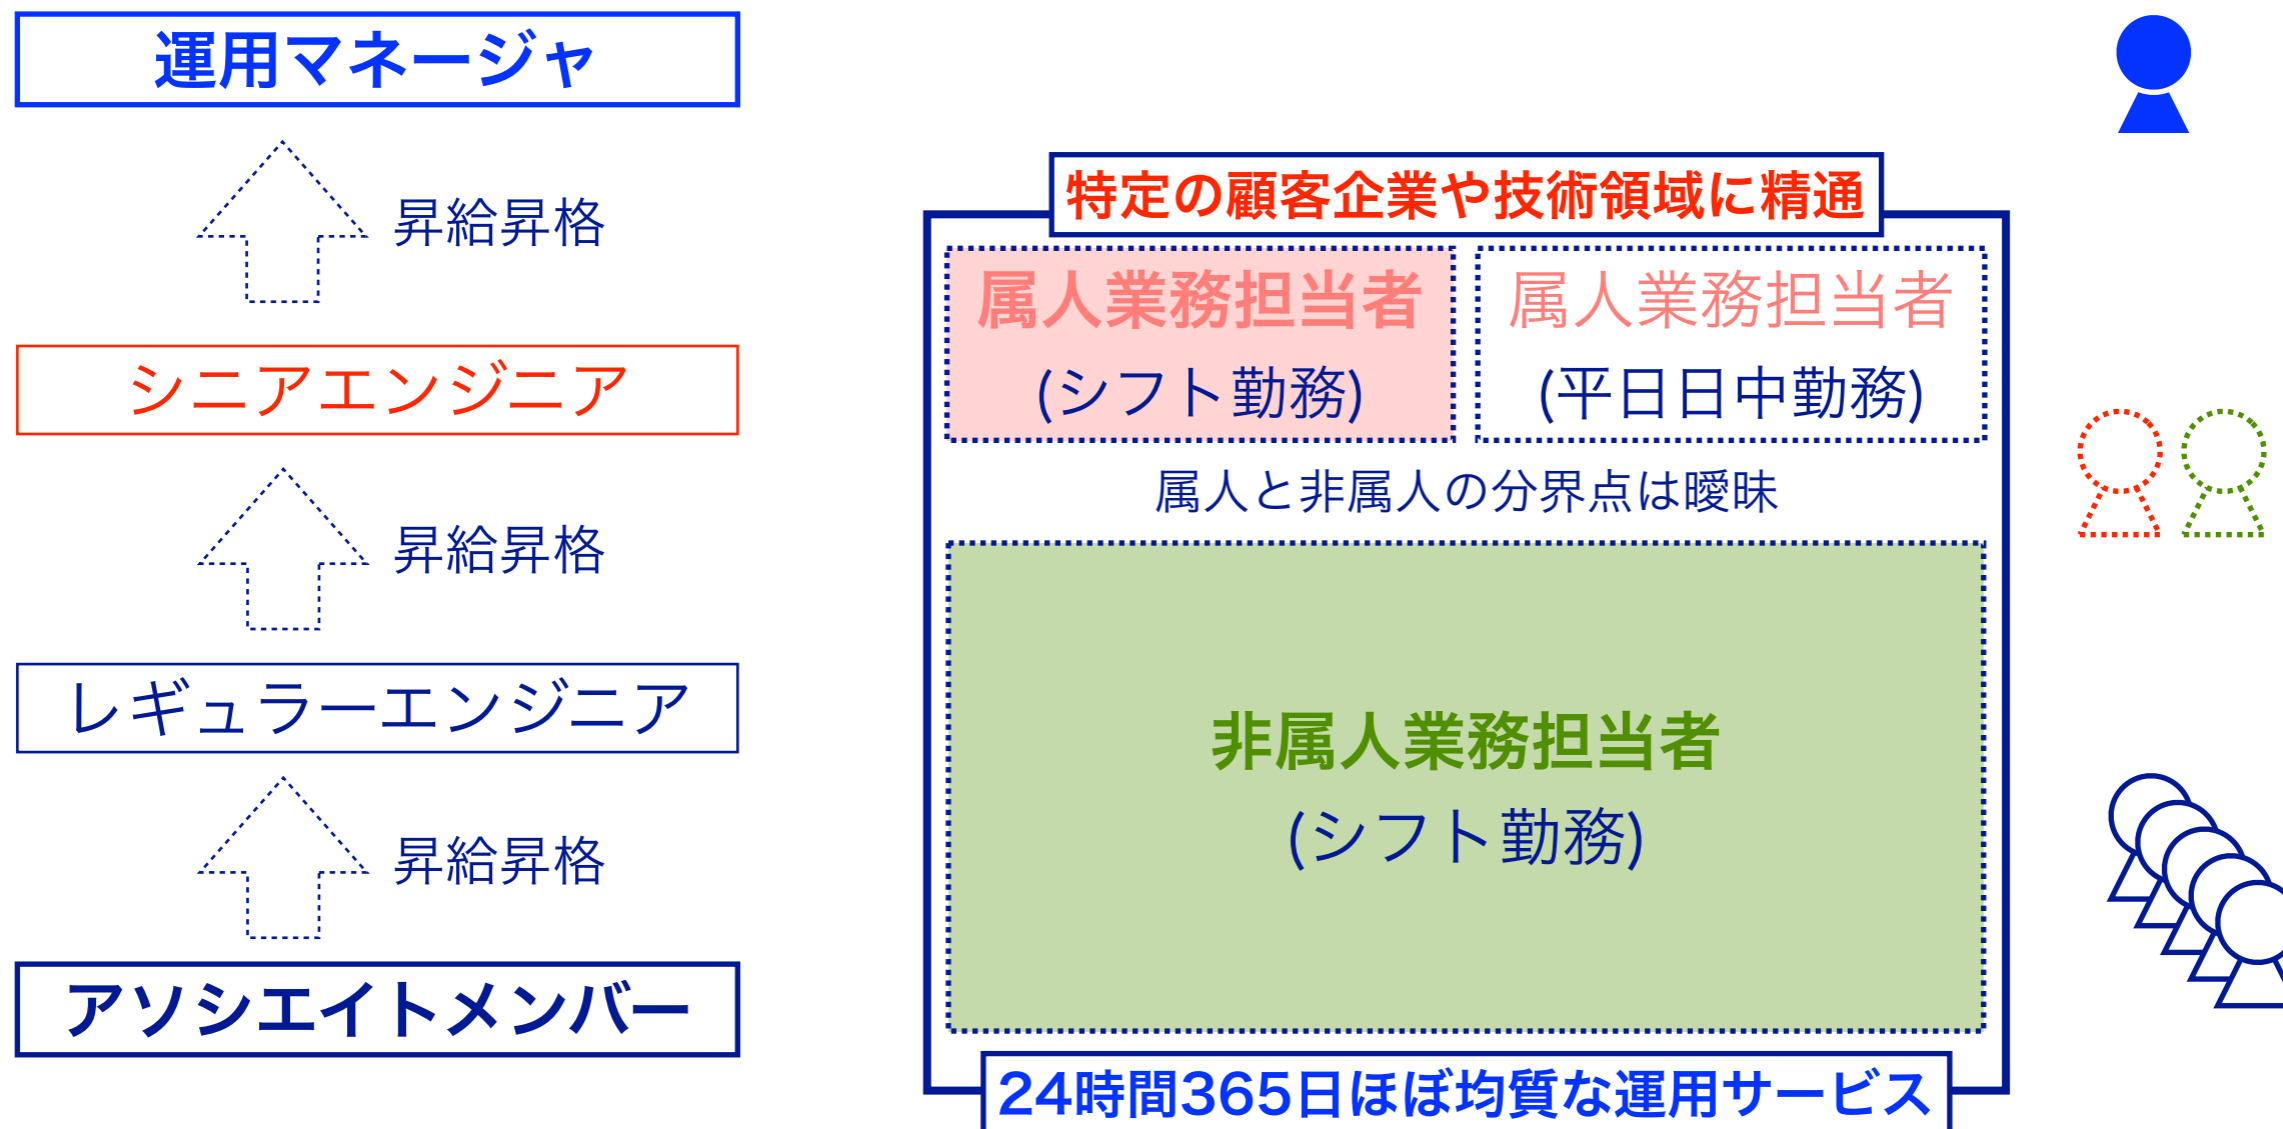 運用マネージャ
昇給昇格
シニアエンジニア
昇給昇格
レギュラーエンジニア
昇給昇格
アソシエイトメンバー
特定の顧客企業や技術領域に精通
属人業務担当者
(シフト勤務)
属人業務担当者
(平日日中勤務)
属人と非属人の分界点は曖昧
非属人業務担当者
(シフト勤務)
24時間365日ほぼ均質な運用サービス